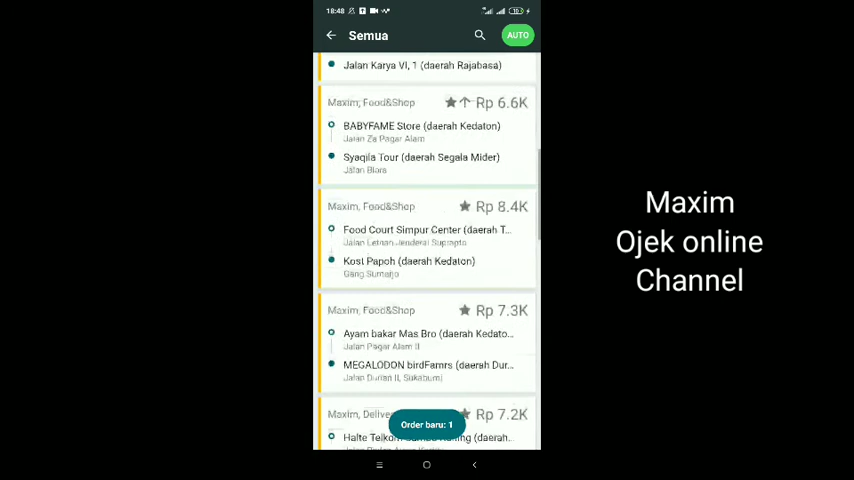 18:48
Semua
AUTO
Jalan Karya VI, 1 (daerah Rajabasa)
Maxim, Food&Shop
Rp 6.6K
BABYFAME Store (daerah Kedaton)
Jalan Za Pagar Alam
Syaqila Tour (daerah Segala Mider)
Jalan Blora
Maxim, Food&Shop
Rp 8.4K
Food Court Simpur Center (daerah T...
Jalan Letnan Jenderal Suprapto
Kost Papoh (daerah Kedaton)
Gang Sumarjo
Maxim, Food&Shop
Rp 7.3K
Ayam bakar Mas Bro (daerah Kedato...
Jalan Pagar Alam II
MEGALODON birdFamrs (daerah Dur...
Jalan Durian II, Sukabumi
Maxim, Deliver
Rp 7.2K
Order baru: 1
Halte Telkom
(daerah...
Maxim
Ojek online
Channel